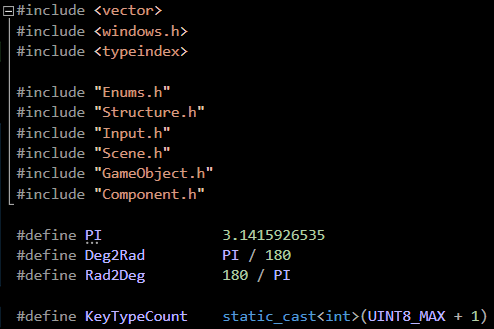 #include <vector>
#include <windows.h>
#include <typeindex>
#include "Enums.h"
#include "Structure.h"
#include "Input.h"
#include "Scene.h"
#include "GameObject.h"
#include "Component.h"
#define PI 3.1415926535
#define Deg2Rad PI / 180
#define Rad2Deg 180 / PI
#define KeyTypeCount static_cast<int>(UINT8_MAX + 1)